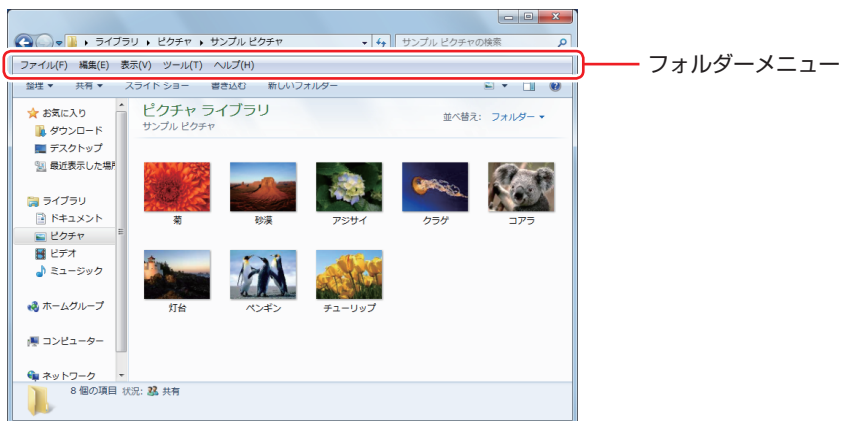 ライブラリ ピクチャ サンプル ピクチャ サンプル ピクチャの検索
ファイル(F) 編集(E) 表示(V) ツール(T) ヘルプ(H)
フォルダーメニュー
整理 共有 スライド ショー 書き込む 新しいフォルダー
お気に入り
ダウンロード
デスクトップ
最近表示した場所
ライブラリ
ドキュメント
ピクチャ
ビデオ
ミュージック
ホームグループ
コンピューター
ネットワーク
ピクチャ ライブラリ
サンプル ピクチャ
並べ替え: フォルダー
菊 砂漠 アジサイ クラゲ コアラ
灯台 ペンギン チューリップ
8 個の項目 状況: 共有